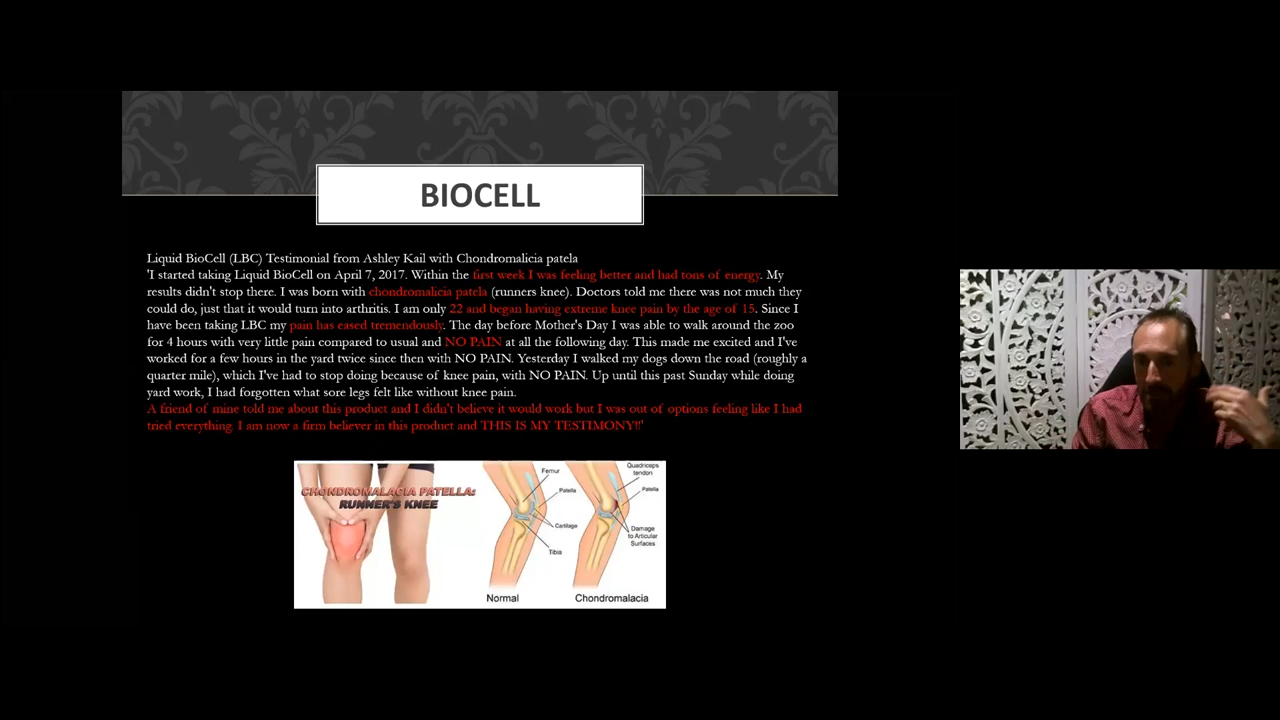 BIOCELL
Liquid BioCell (LBC) Testimonial from Ashley Kail with Chondromalicia patela
'I started taking Liquid BioCell on April 7, 2017. Within the first week I was feeling better and had tons of energy. My
results didn't stop there. I was born with chondromalicia patela (runners knee). Doctors told me there was not much they
could do, just that it would turn into arthritis. I am only 22 and began having extreme knee pain by the age of 15. Since I
have been taking LBC my pain has eased tremendously. The day before Mother's Day I was able to walk around the zoo
for 4 hours with very little pain compared to usual and NO PAIN at all the following day. This made me excited and I've
worked for a few hours in the yard twice since then with NO PAIN. Yesterday I walked my dogs down the road (roughly a
quarter mile), which I've had to stop doing because of knee pain, with NO PAIN. Up until this past Sunday while doing
yard work, I had forgotten what sore legs felt like without knee pain.
A friend of mine told me about this product and I didn't believe it would work but I was out of options feeling like I had
tried everything. I am now a firm believer in this product and THIS IS MY TESTIMONY!!'
CHONDROMALACIA PATELLA:
RUNNER'S KNEE
Femur
Patella
Cartilage
Tibia
Normal
Quadriceps
tendon
Patella
Damage
to Articular
Surfaces
Chondromalacia